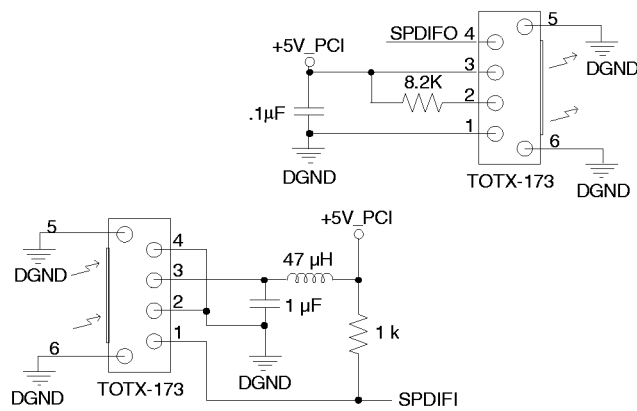 SPDIFO 4
5
+5V_PCI
DGND
3
8.2K
2
.1µF
1
6
DGND
DGND
TOTX-173
+5V_PCI
5
4
47 µH
DGND
3
2
1 µF
1
1 k
6
DGND
DGND
TOTX-173
SPDIFI